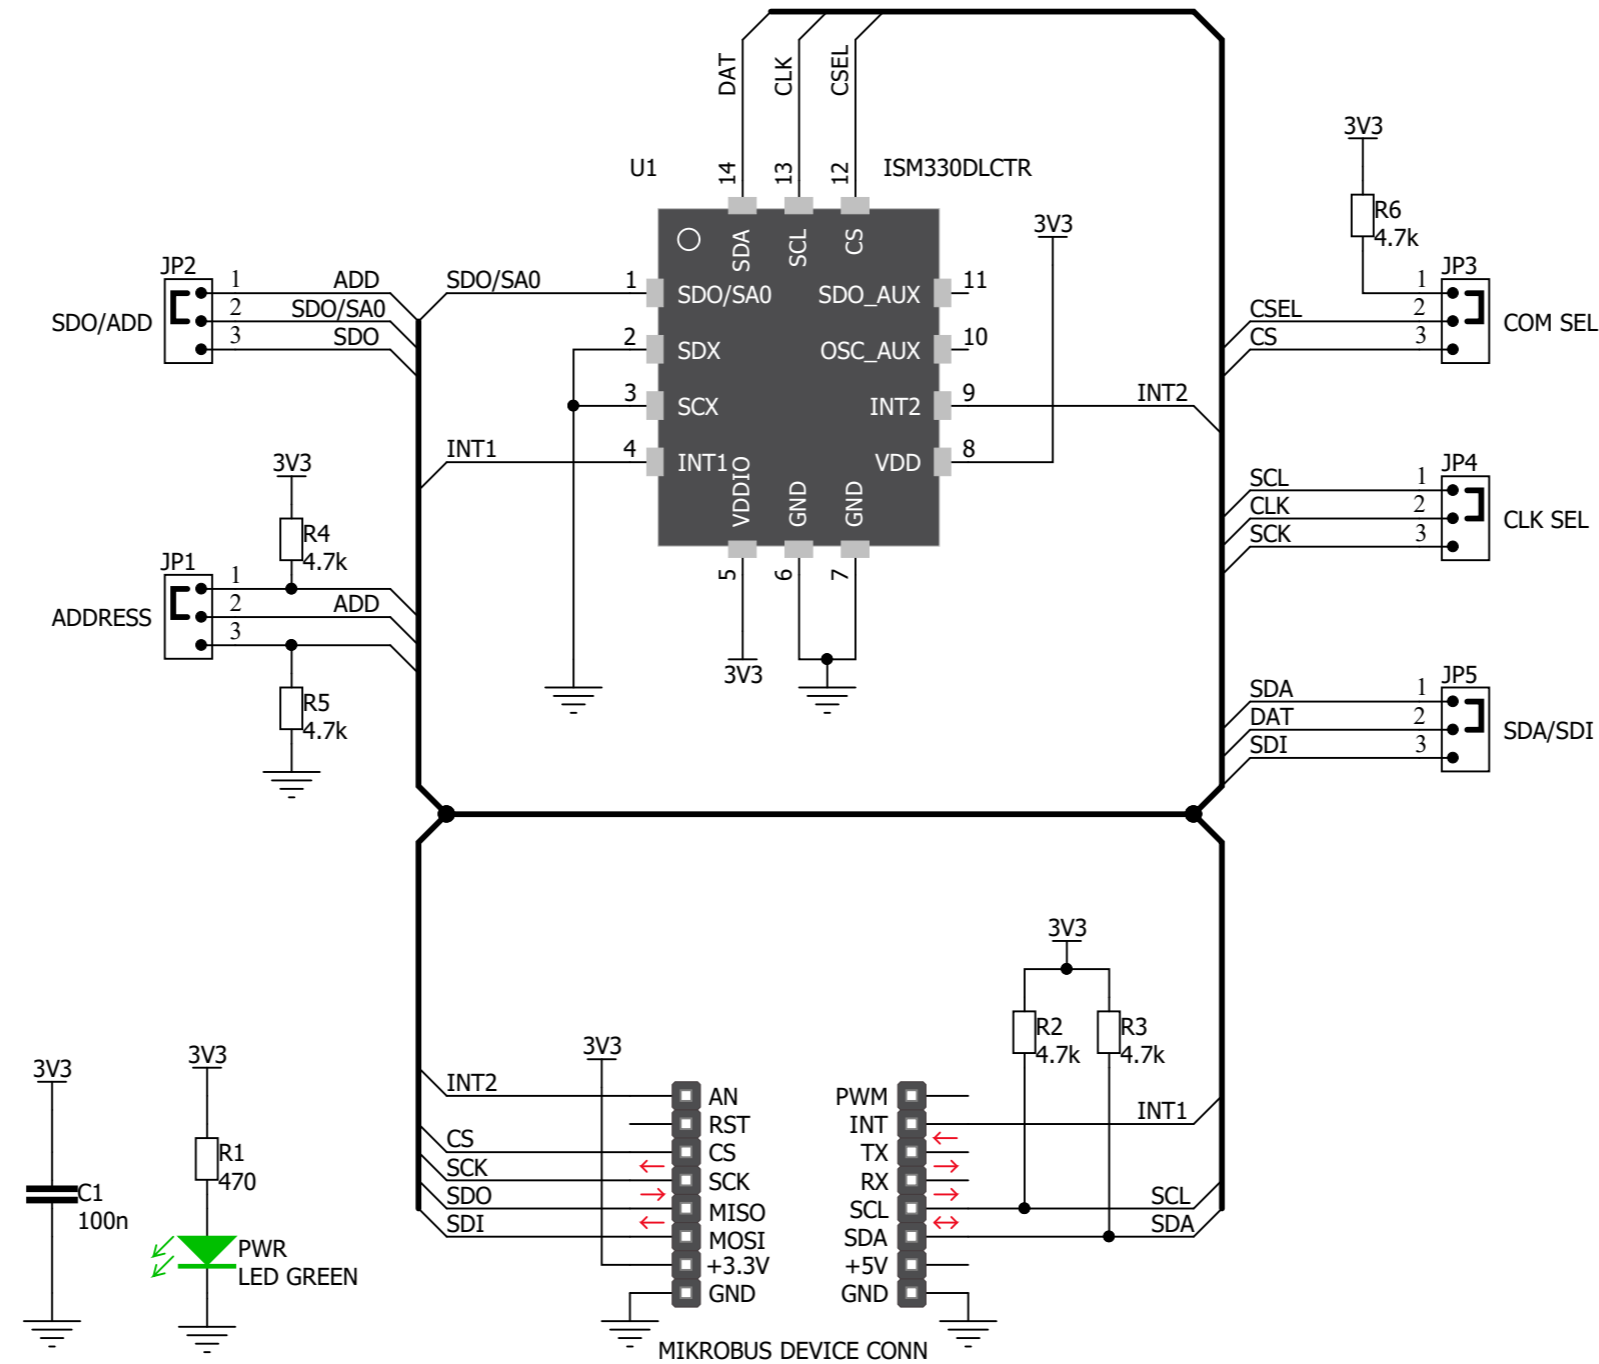 DAT
CLK
CSEL
U1
14
13
12
ISM330DLCTR
SDA
SCL
CS
3V3
3V3
R6
4.7k
JP2
1 ADD
2 SDO/SA0
3 SDO
SDO/ADD
SDO/SA0 1
SDO/SA0
2
SDX
3
SCX
INT1 4
INT1
SDO_AUX
11
OSC_AUX
10
INT2
9
INT2
VDD
8
VDDIO
GND
GND
5
6
7
3V3
JP3
1
CSEL 2
CS 3
COM SEL
JP4
SCL 1
CLK 2
SCK 3
CLK SEL
JP5
SDA 1
DAT 2
SDI 3
SDA/SDI
3V3
R4
4.7k
JP1
1
2 ADD
3
ADDRESS
R5
4.7k
3V3
R2
4.7k
R3
4.7k
3V3
C1
100n
3V3
R1
470
PWR
LED GREEN
3V3
INT2
CS
SCK
SDO
SDI
AN
RST
CS
SCK
MISO
MOSI
+3.3V
GND
PWM
INT
TX
RX
SCL
SDA
+5V
GND
INT1
SCL
SDA
MIKROBUS DEVICE CONN